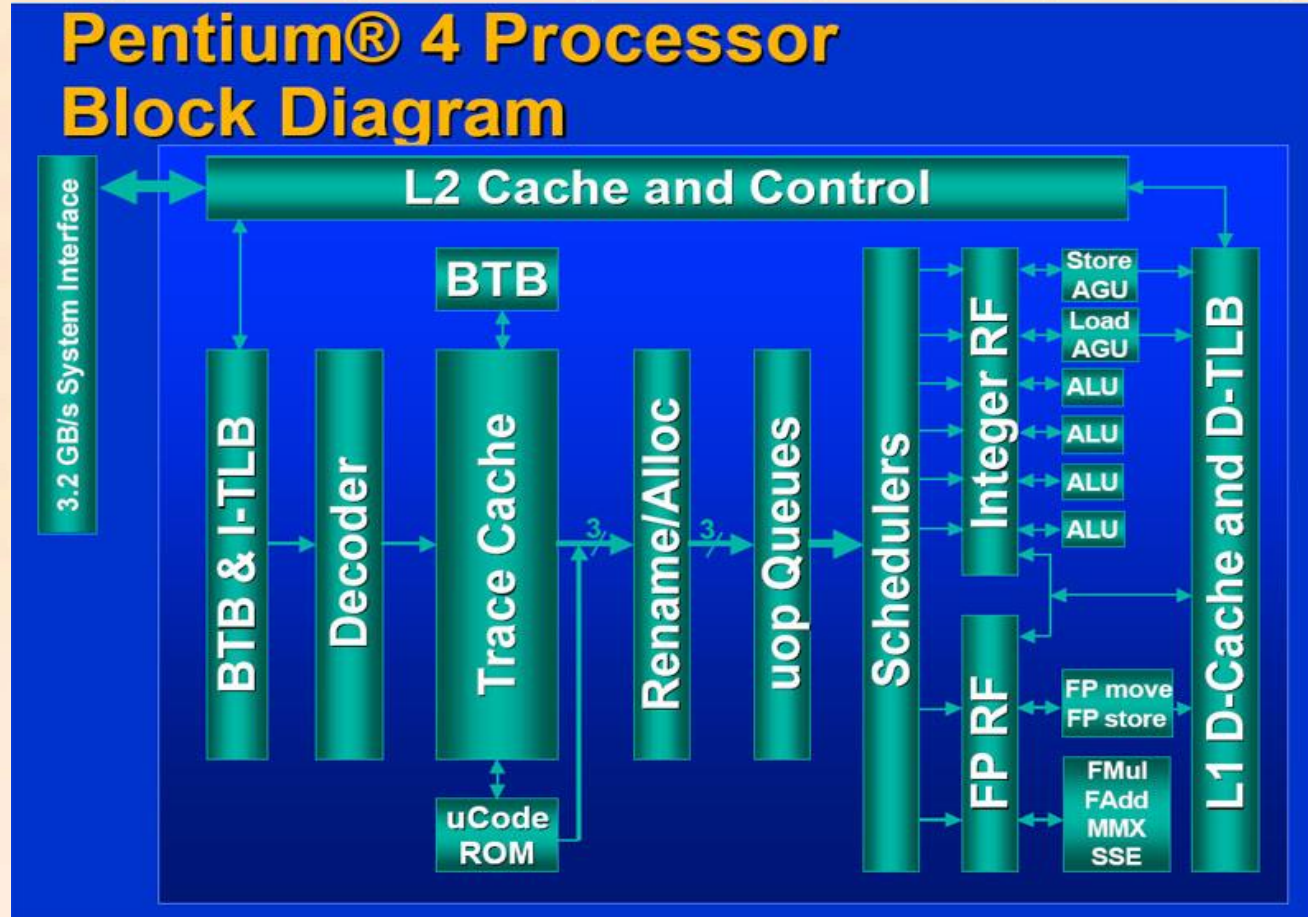 Pentium® 4 Processor
Block Diagram
3.2 GB/s System Interface
L2 Cache and Control
BTB & I-TLB
Decoder
BTB
Trace Cache
uCode
ROM
3
Rename/Alloc
3
uop Queues
Schedulers
Integer RF
FP RF
Store
AGU
Load
AGU
ALU
ALU
ALU
ALU
FP move
FP store
FMul
FAdd
MMX
SSE
L1 D-Cache and D-TLB